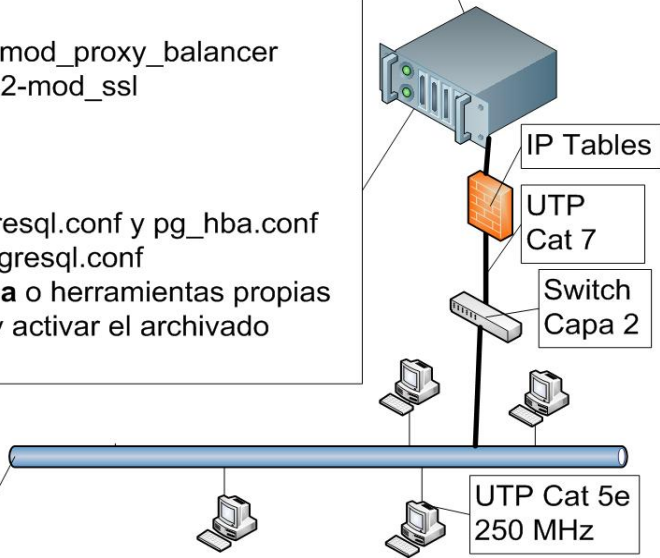 mod_proxy_balancer
2-mod_ssl
resql.conf y pg_hba.conf
gresql.conf
a o herramientas propias
y activar el archivado
IP Tables
UTP
Cat 7
Switch
Capa 2
UTP Cat 5e
250 MHz